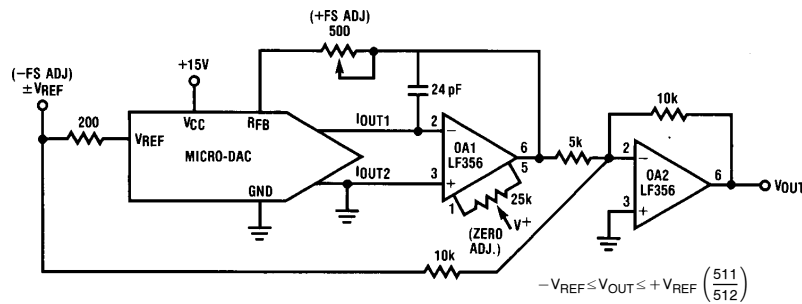 (+FS ADJ)
500
(−FS ADJ)
±VREF
+15V
24 pF
10k
200
VREF
VCC
RFB
IOUT1
2
−
OA1
LF356
6
5k
2
−
OA2
LF356
6
VOUT
MICRO-DAC
IOUT2
3
+
5
25k
1
V+
3
+
GND
(ZERO
ADJ.)
10k
−VREF ≤ VOUT ≤ +VREF (511/512)